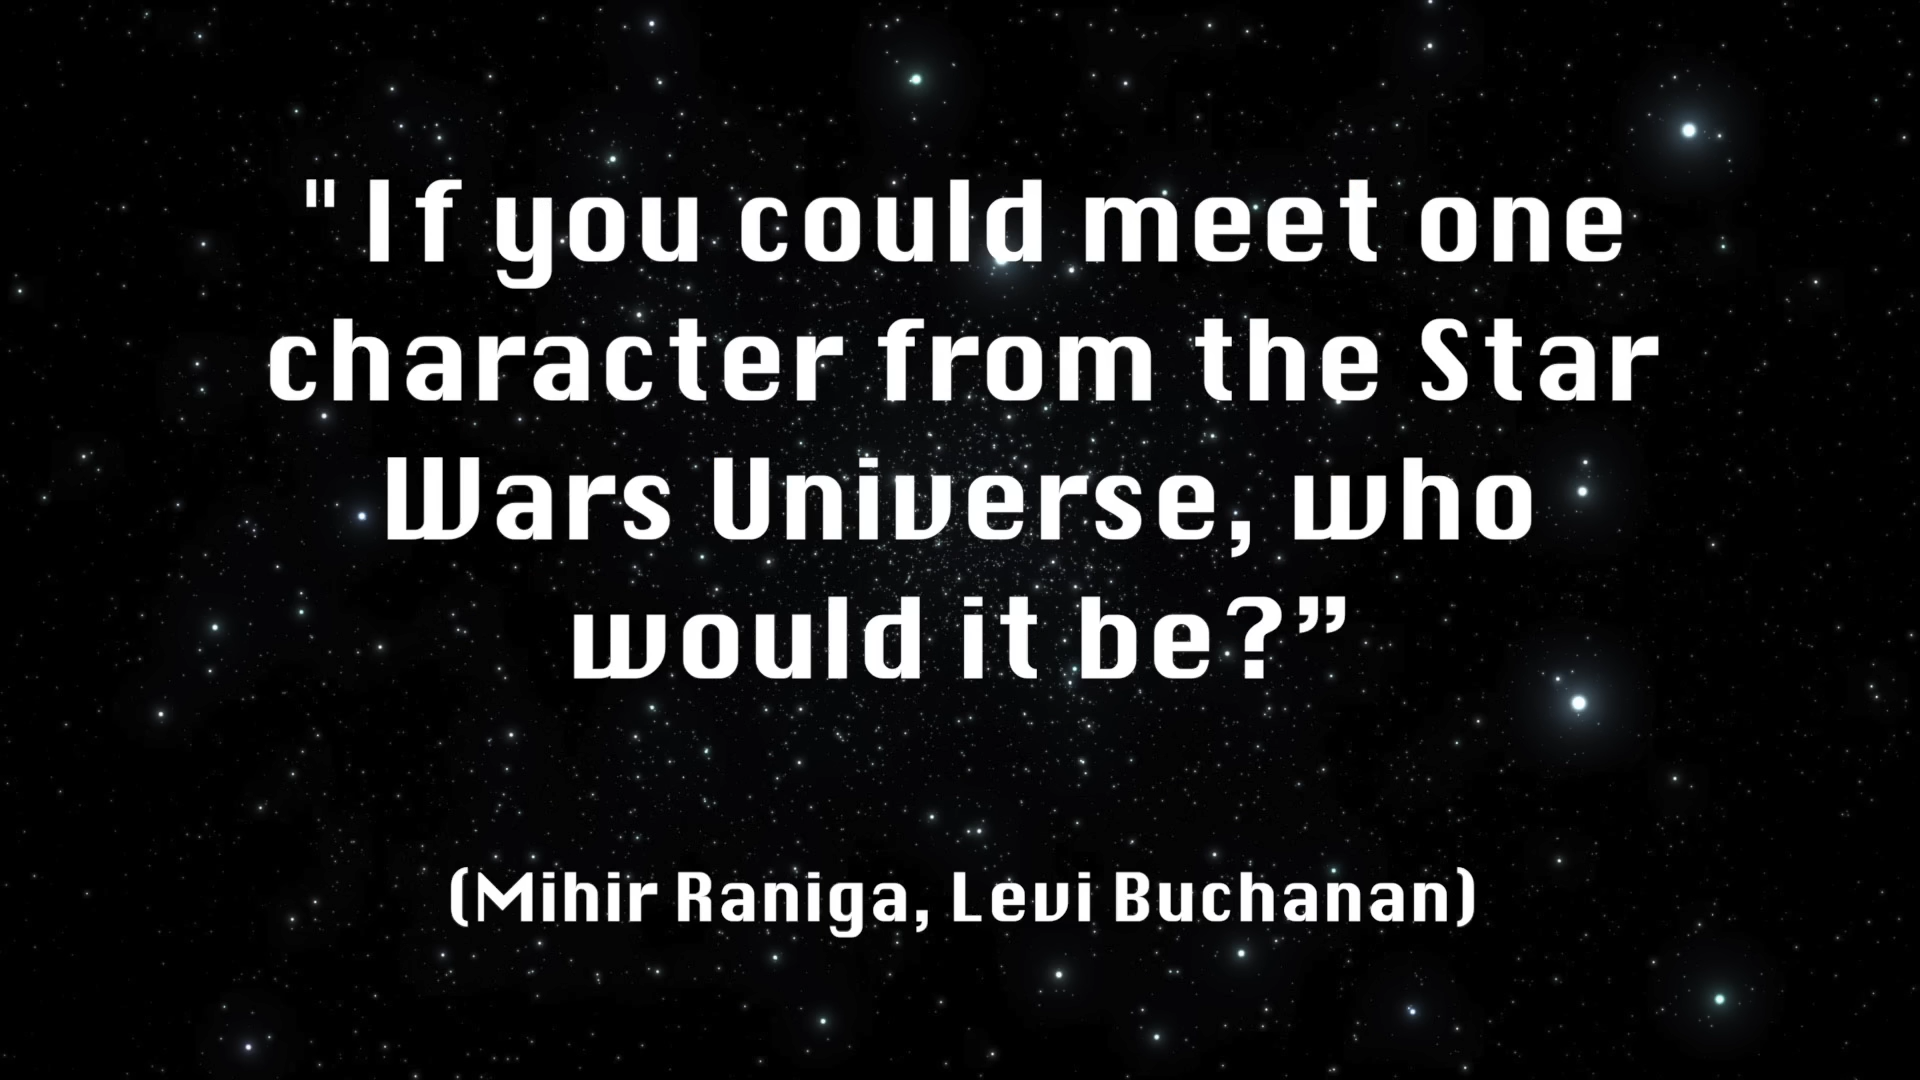 "If you could meet one
character from the Star
Wars Universe, who
would it be?”
(Mihir Raniga, Levi Buchanan)